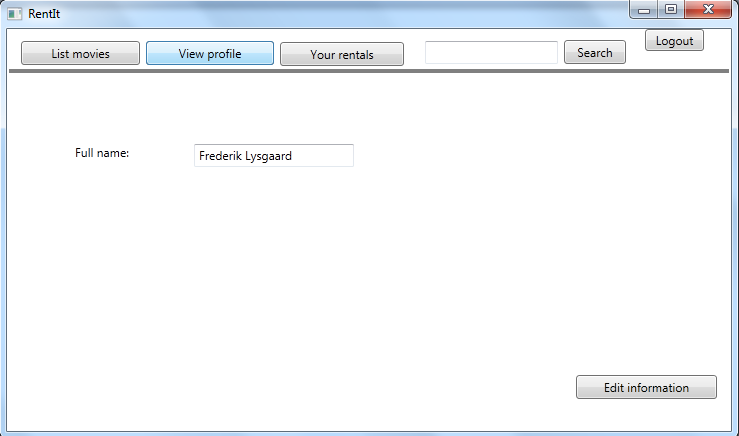 RentIt
List movies View profile Your rentals Search Logout
Full name: Frederik Lysgaard
Edit information